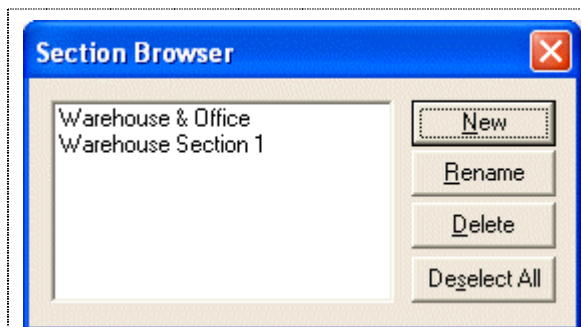 Section Browser
Warehouse & Office
Warehouse Section 1
New
Rename
Delete
Deselect All